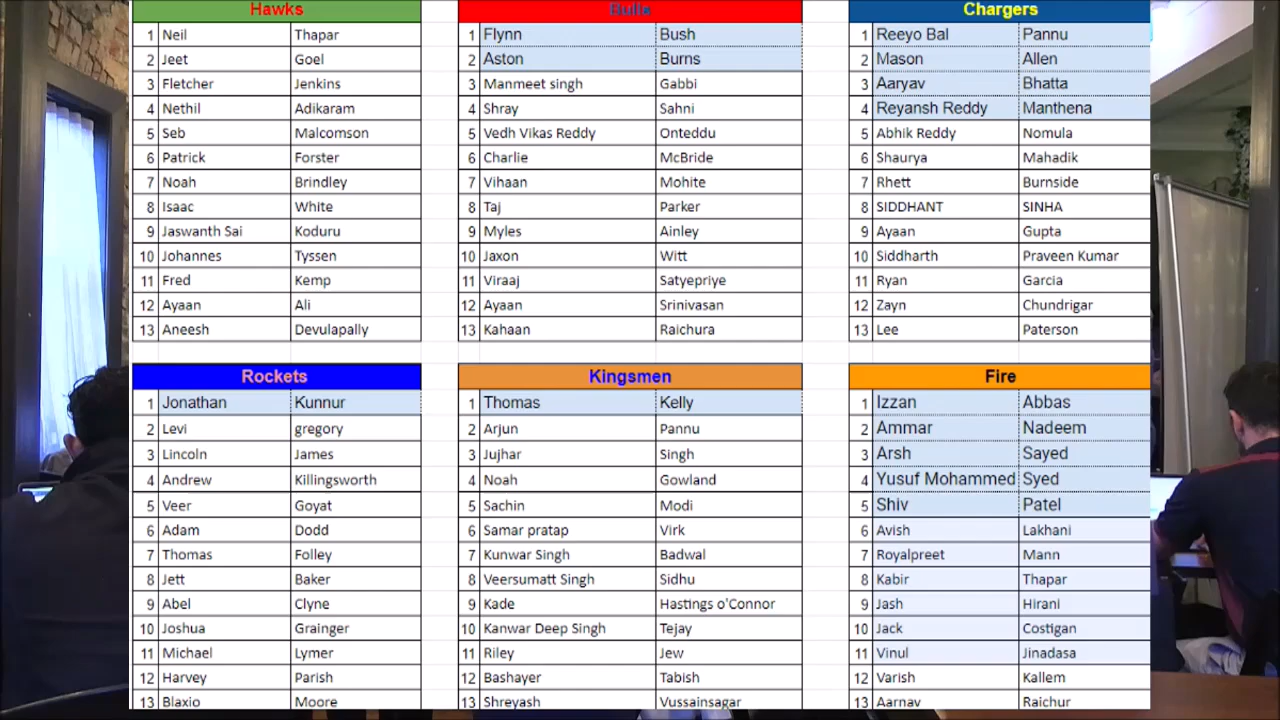 Hawks
1 Neil Thapar
2 Jeet Goel
3 Fletcher Jenkins
4 Nethil Adikaram
5 Seb Malcomson
6 Patrick Forster
7 Noah Brindley
8 Isaac White
9 Jaswanth Sai Koduru
10 Johannes Tyssen
11 Fred Kemp
12 Ayaan Ali
13 Aneesh Devulapally
Bulls
1 Flynn Bush
2 Aston Burns
3 Manmeet singh Gabbi
4 Shray Sahni
5 Vedh Vikas Reddy Onteddu
6 Charlie McBride
7 Vihaan Mohite
8 Taj Parker
9 Myles Ainley
10 Jaxon Witt
11 Viraaj Satyepriye
12 Ayaan Srinivasan
13 Kahaan Raichura
Chargers
1 Reeyo Bal Pannu
2 Mason Allen
3 Aaryav Bhatta
4 Reyansh Reddy Manthena
5 Abhik Reddy Nomula
6 Shaurya Mahadik
7 Rhett Burnside
8 SIDDHANT SINHA
9 Ayaan Gupta
10 Siddharth Praveen Kumar
11 Ryan Garcia
12 Zayn Chundrigar
13 Lee Paterson
Rockets
1 Jonathan Kunnur
2 Levi gregory
3 Lincoln James
4 Andrew Killingsworth
5 Veer Goyat
6 Adam Dodd
7 Thomas Folley
8 Jett Baker
9 Abel Clyne
10 Joshua Grainger
11 Michael Lymer
12 Harvey Parish
13 Blaxio Moore
Kingsmen
1 Thomas Kelly
2 Arjun Pannu
3 Jujhar Singh
4 Noah Gowland
5 Sachin Modi
6 Samar pratap Virk
7 Kunwar Singh Badwal
8 Veersumatt Singh Sidhu
9 Kade Hastings o'Connor
10 Kanwar Deep Singh Tejay
11 Riley Jew
12 Bashayer Tabish
13 Shreyash Vussainsagar
Fire
1 Izzan Abbas
2 Ammar Nadeem
3 Arsh Sayed
4 Yusuf Mohammed Syed
5 Shiv Patel
6 Avish Lakhani
7 Royalpreet Mann
8 Kabir Thapar
9 Jash Hirani
10 Jack Costigan
11 Vinul Jinadasa
12 Varish Kallem
13 Aarnav Raichur